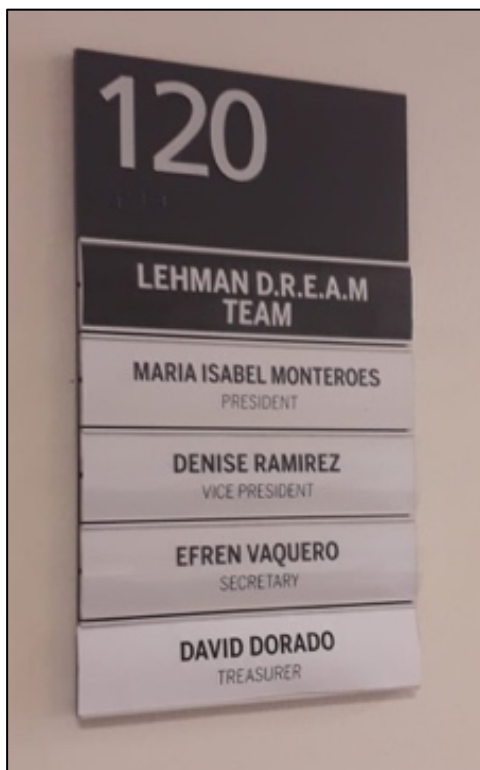 120
LEHMAN D.R.E.A.M
TEAM
MARIA ISABEL MONTEROES
PRESIDENT
DENISE RAMIREZ
VICE PRESIDENT
EFREN VAQUERO
SECRETARY
DAVID DORADO
TREASURER